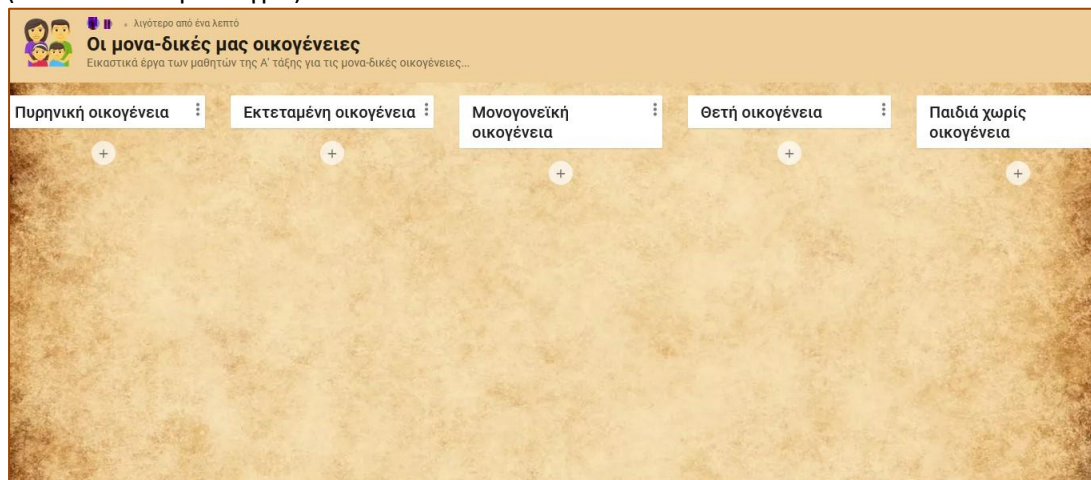 λιγότερο από ένα λεπτό
Οι μονα-δικές μας οικογένειες
Εικαστικά έργα των μαθητών της Α' τάξης για τις μονα-δικές οικογένειες...
Πυρηνική οικογένεια
Εκτεταμένη οικογένεια
Μονογονεϊκή
οικογένεια
Θετή οικογένεια
Παιδιά χωρίς
οικογένεια